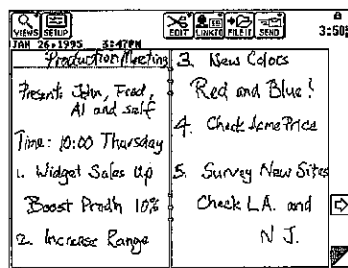 VIEWS SETUP EDIT LINKTO FILEIT SEND 3:50
JAN 26,1995 3:47PM
Production Meeting
Present: John, Fred,
Al and self
Time: 10:00 Thursday
1. Widget Sales Up
Boost Prodn 10%
2. Increase Range
3. New Colors
Red and Blue!
4. Check Acme Price
5. Survey New Sites
Check L.A. and
N J.